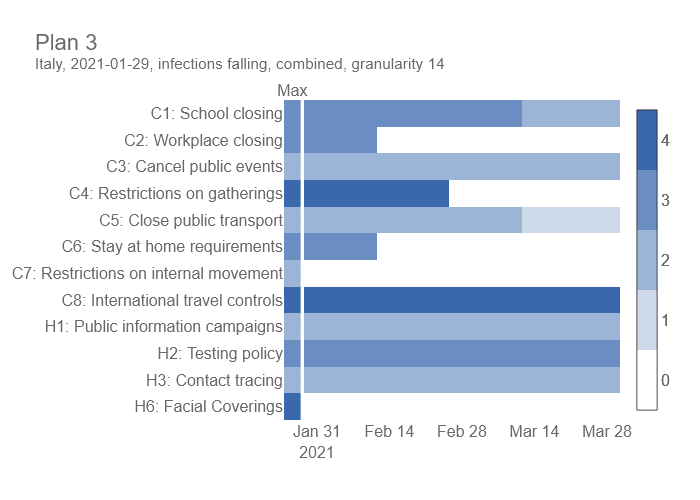 Plan 3
Italy, 2021-01-29, infections falling, combined, granularity 14
Max
C1: School closing
C2: Workplace closing
C3: Cancel public events
C4: Restrictions on gatherings
C5: Close public transport
C6: Stay at home requirements
C7: Restrictions on internal movement
C8: International travel controls
H1: Public information campaigns
H2: Testing policy
H3: Contact tracing
H6: Facial Coverings
Jan 31 Feb 14 Feb 28 Mar 14 Mar 28
2021
4
3
2
1
0